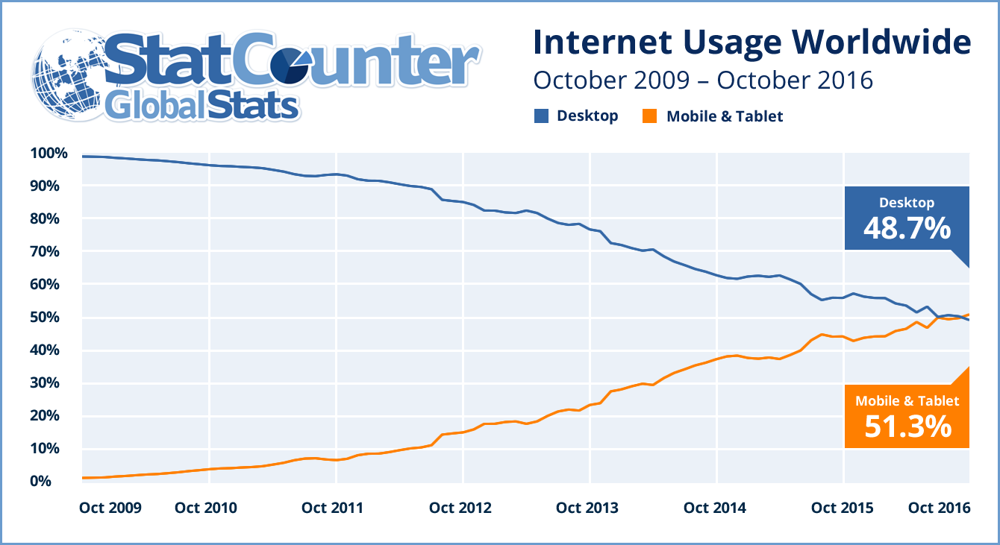 StatCounter
GlobalStats
Internet Usage Worldwide
October 2009 – October 2016
Desktop
Mobile & Tablet
100%
90%
80%
70%
60%
50%
40%
30%
20%
10%
0%
Desktop
48.7%
Mobile & Tablet
51.3%
Oct 2009
Oct 2010
Oct 2011
Oct 2012
Oct 2013
Oct 2014
Oct 2015
Oct 2016